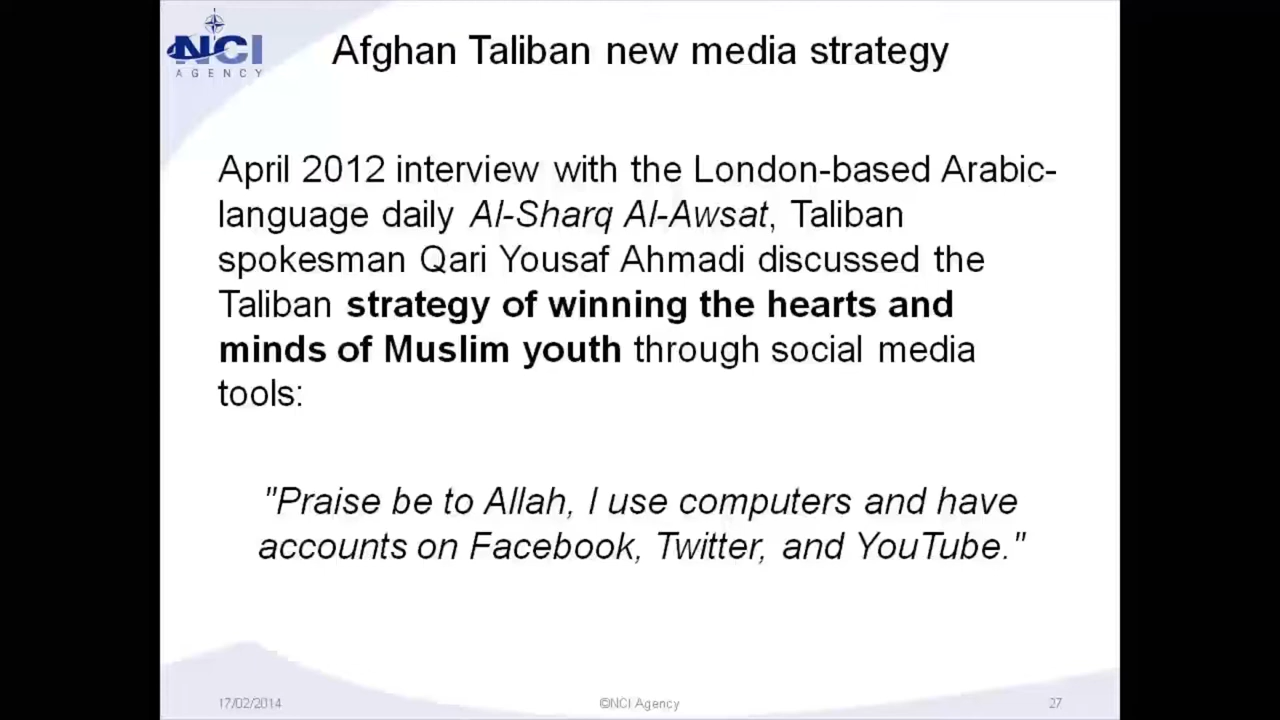 NCI
AGENCY
Afghan Taliban new media strategy
April 2012 interview with the London-based Arabic-
language daily Al-Sharq Al-Awsat, Taliban
spokesman Qari Yousaf Ahmadi discussed the
Taliban strategy of winning the hearts and
minds of Muslim youth through social media
tools:
"Praise be to Allah, I use computers and have
accounts on Facebook, Twitter, and YouTube."
17/02/2014
©NCI Agency
27